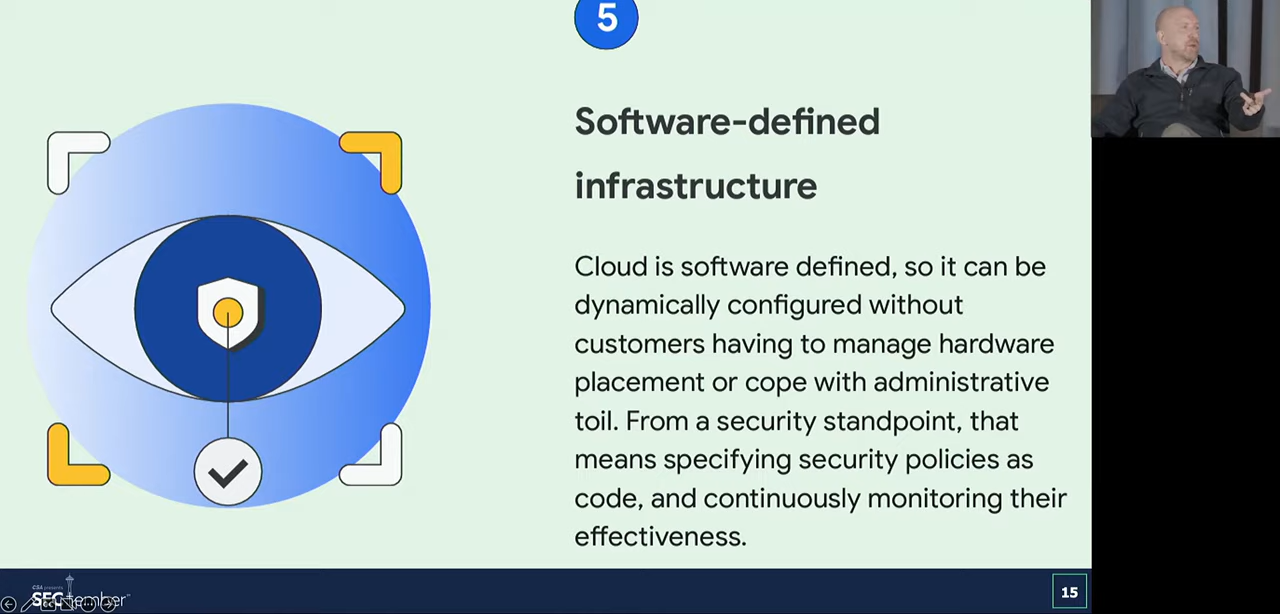 5
Software-defined
infrastructure
Cloud is software defined, so it can be
dynamically configured without
customers having to manage hardware
placement or cope with administrative
toil. From a security standpoint, that
means specifying security policies as
code, and continuously monitoring their
effectiveness.
CSA presents
15